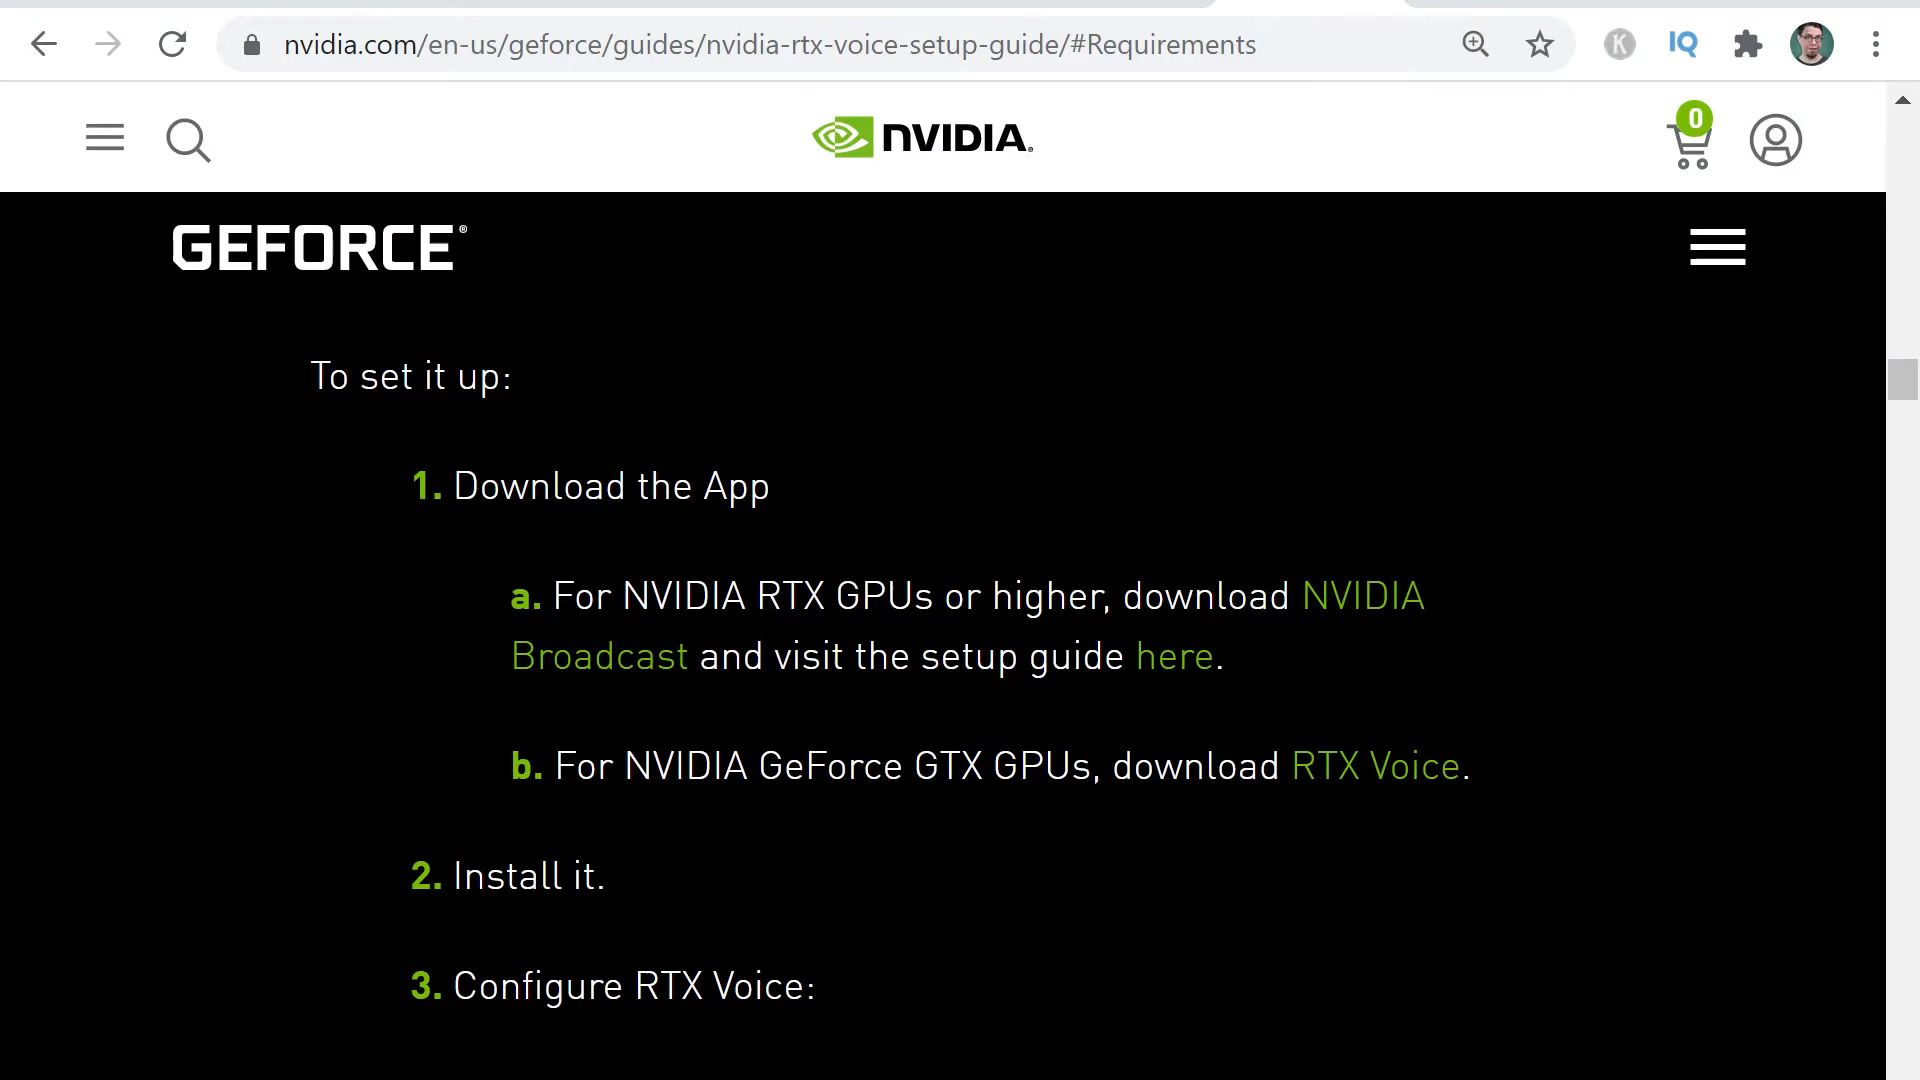 nvidia.com/en-us/geforce/guides/nvidia-rtx-voice-setup-guide/#Requirements
K
IQ
0
NVIDIA.
GEFORCE®
To set it up:
1. Download the App
a. For NVIDIA RTX GPUs or higher, download NVIDIA
Broadcast and visit the setup guide here.
b. For NVIDIA GeForce GTX GPUs, download RTX Voice.
2. Install it.
3. Configure RTX Voice: